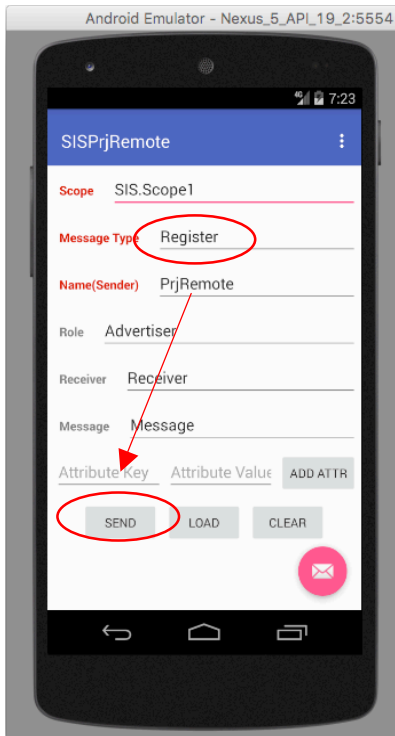 Android Emulator - Nexus_5_API_19_2:5554
4G 7:23
SISPrjRemote
Scope SIS.Scope1
Message Type Register
Name(Sender) PrjRemote
Role Advertiser
Receiver Receiver
Message Message
Attribute Key Attribute Value ADD ATTR
SEND LOAD CLEAR